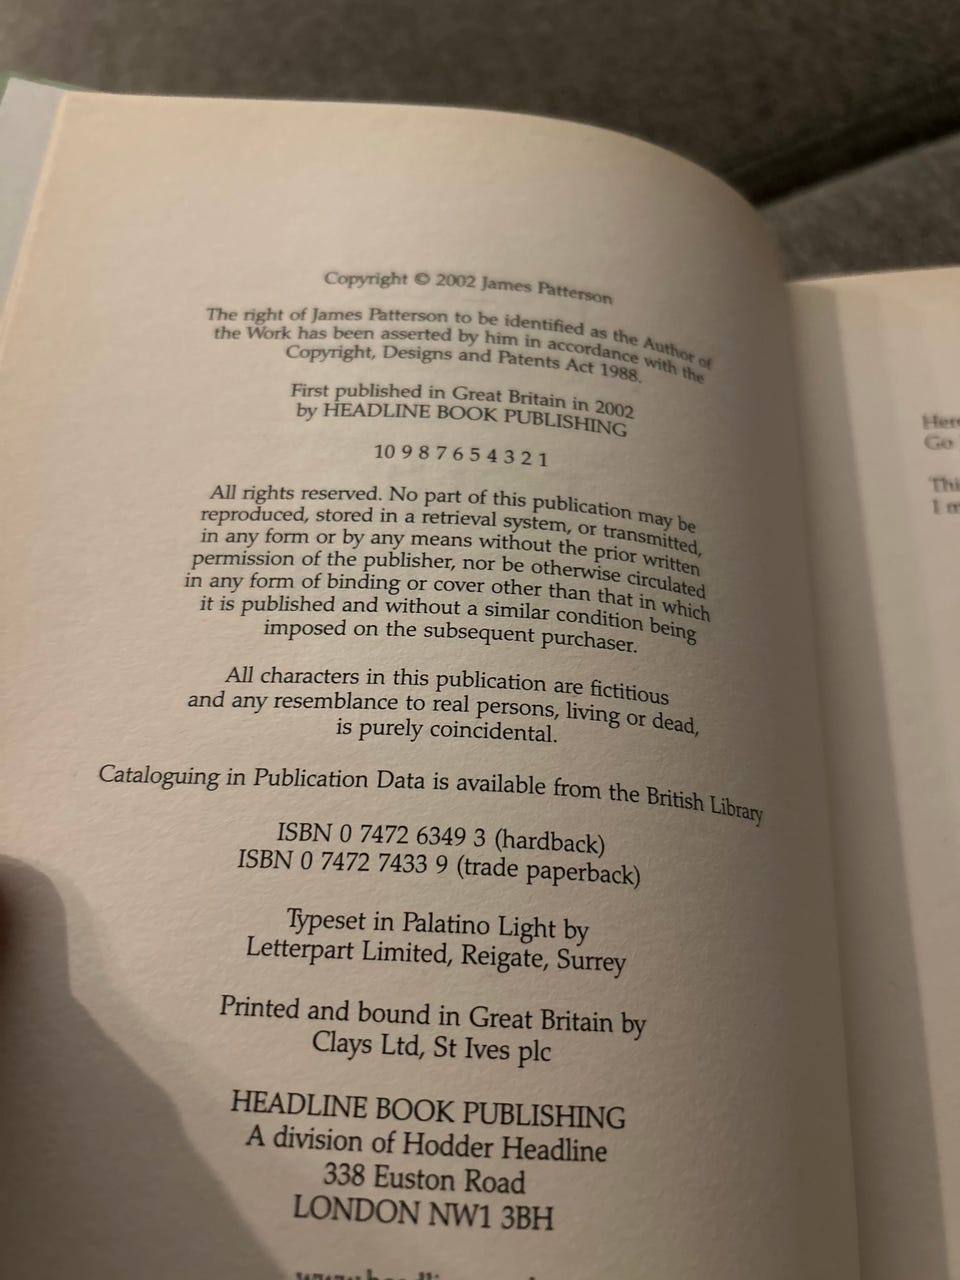 Copyright © 2002 James Patterson
The right of James Patterson to be identified as the Author of
the Work has been asserted by him in accordance with the
Copyright, Designs and Patents Act 1988.
First published in Great Britain in 2002
by HEADLINE BOOK PUBLISHING
10 9 8 7 6 5 4 3 2 1
All rights reserved. No part of this publication may be
reproduced, stored in a retrieval system, or transmitted,
in any form or by any means without the prior written
permission of the publisher, nor be otherwise circulated
in any form of binding or cover other than that in which
it is published and without a similar condition being
imposed on the subsequent purchaser.
All characters in this publication are fictitious
and any resemblance to real persons, living or dead,
is purely coincidental.
Cataloguing in Publication Data is available from the British Library
ISBN 0 7472 6349 3 (hardback)
ISBN 0 7472 7433 9 (trade paperback)
Typeset in Palatino Light by
Letterpart Limited, Reigate, Surrey
Printed and bound in Great Britain by
Clays Ltd, St Ives plc
HEADLINE BOOK PUBLISHING
A division of Hodder Headline
338 Euston Road
LONDON NW1 3BH
Go